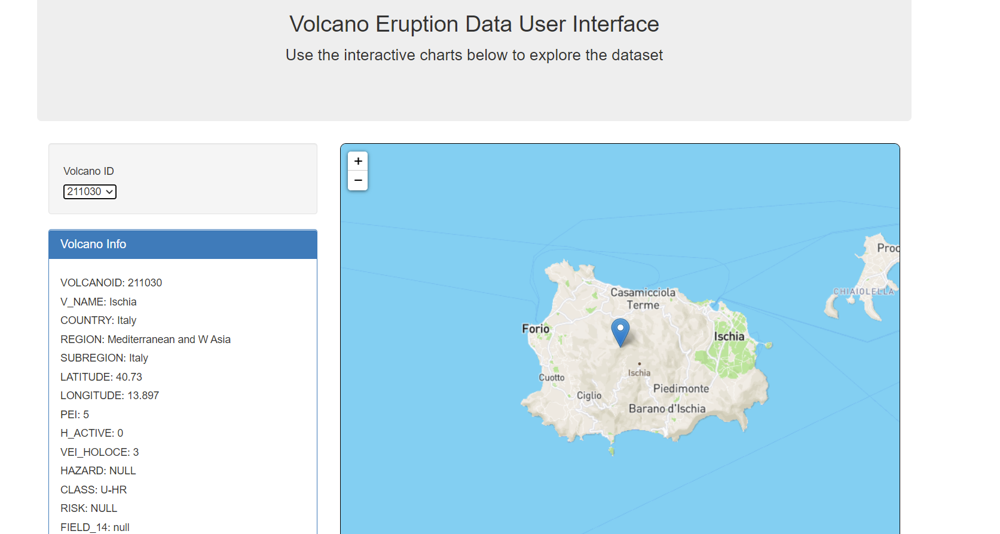 Volcano Eruption Data User Interface
Use the interactive charts below to explore the dataset
Volcano ID
211030
Volcano Info
VOLCANOID: 211030
V_NAME: Ischia
COUNTRY: Italy
REGION: Mediterranean and W Asia
SUBREGION: Italy
LATITUDE: 40.73
LONGITUDE: 13.897
PEI: 5
H_ACTIVE: 0
VEI_HOLOCE: 3
HAZARD: NULL
CLASS: U-HR
RISK: NULL
FIELD_14: null
+
−
Proc
CHIAIOLELLA
Casamicciola
Terme
Forio
Ischia
Ischia
Cuotto
Piedimonte
Ciglio
Barano d'Ischia